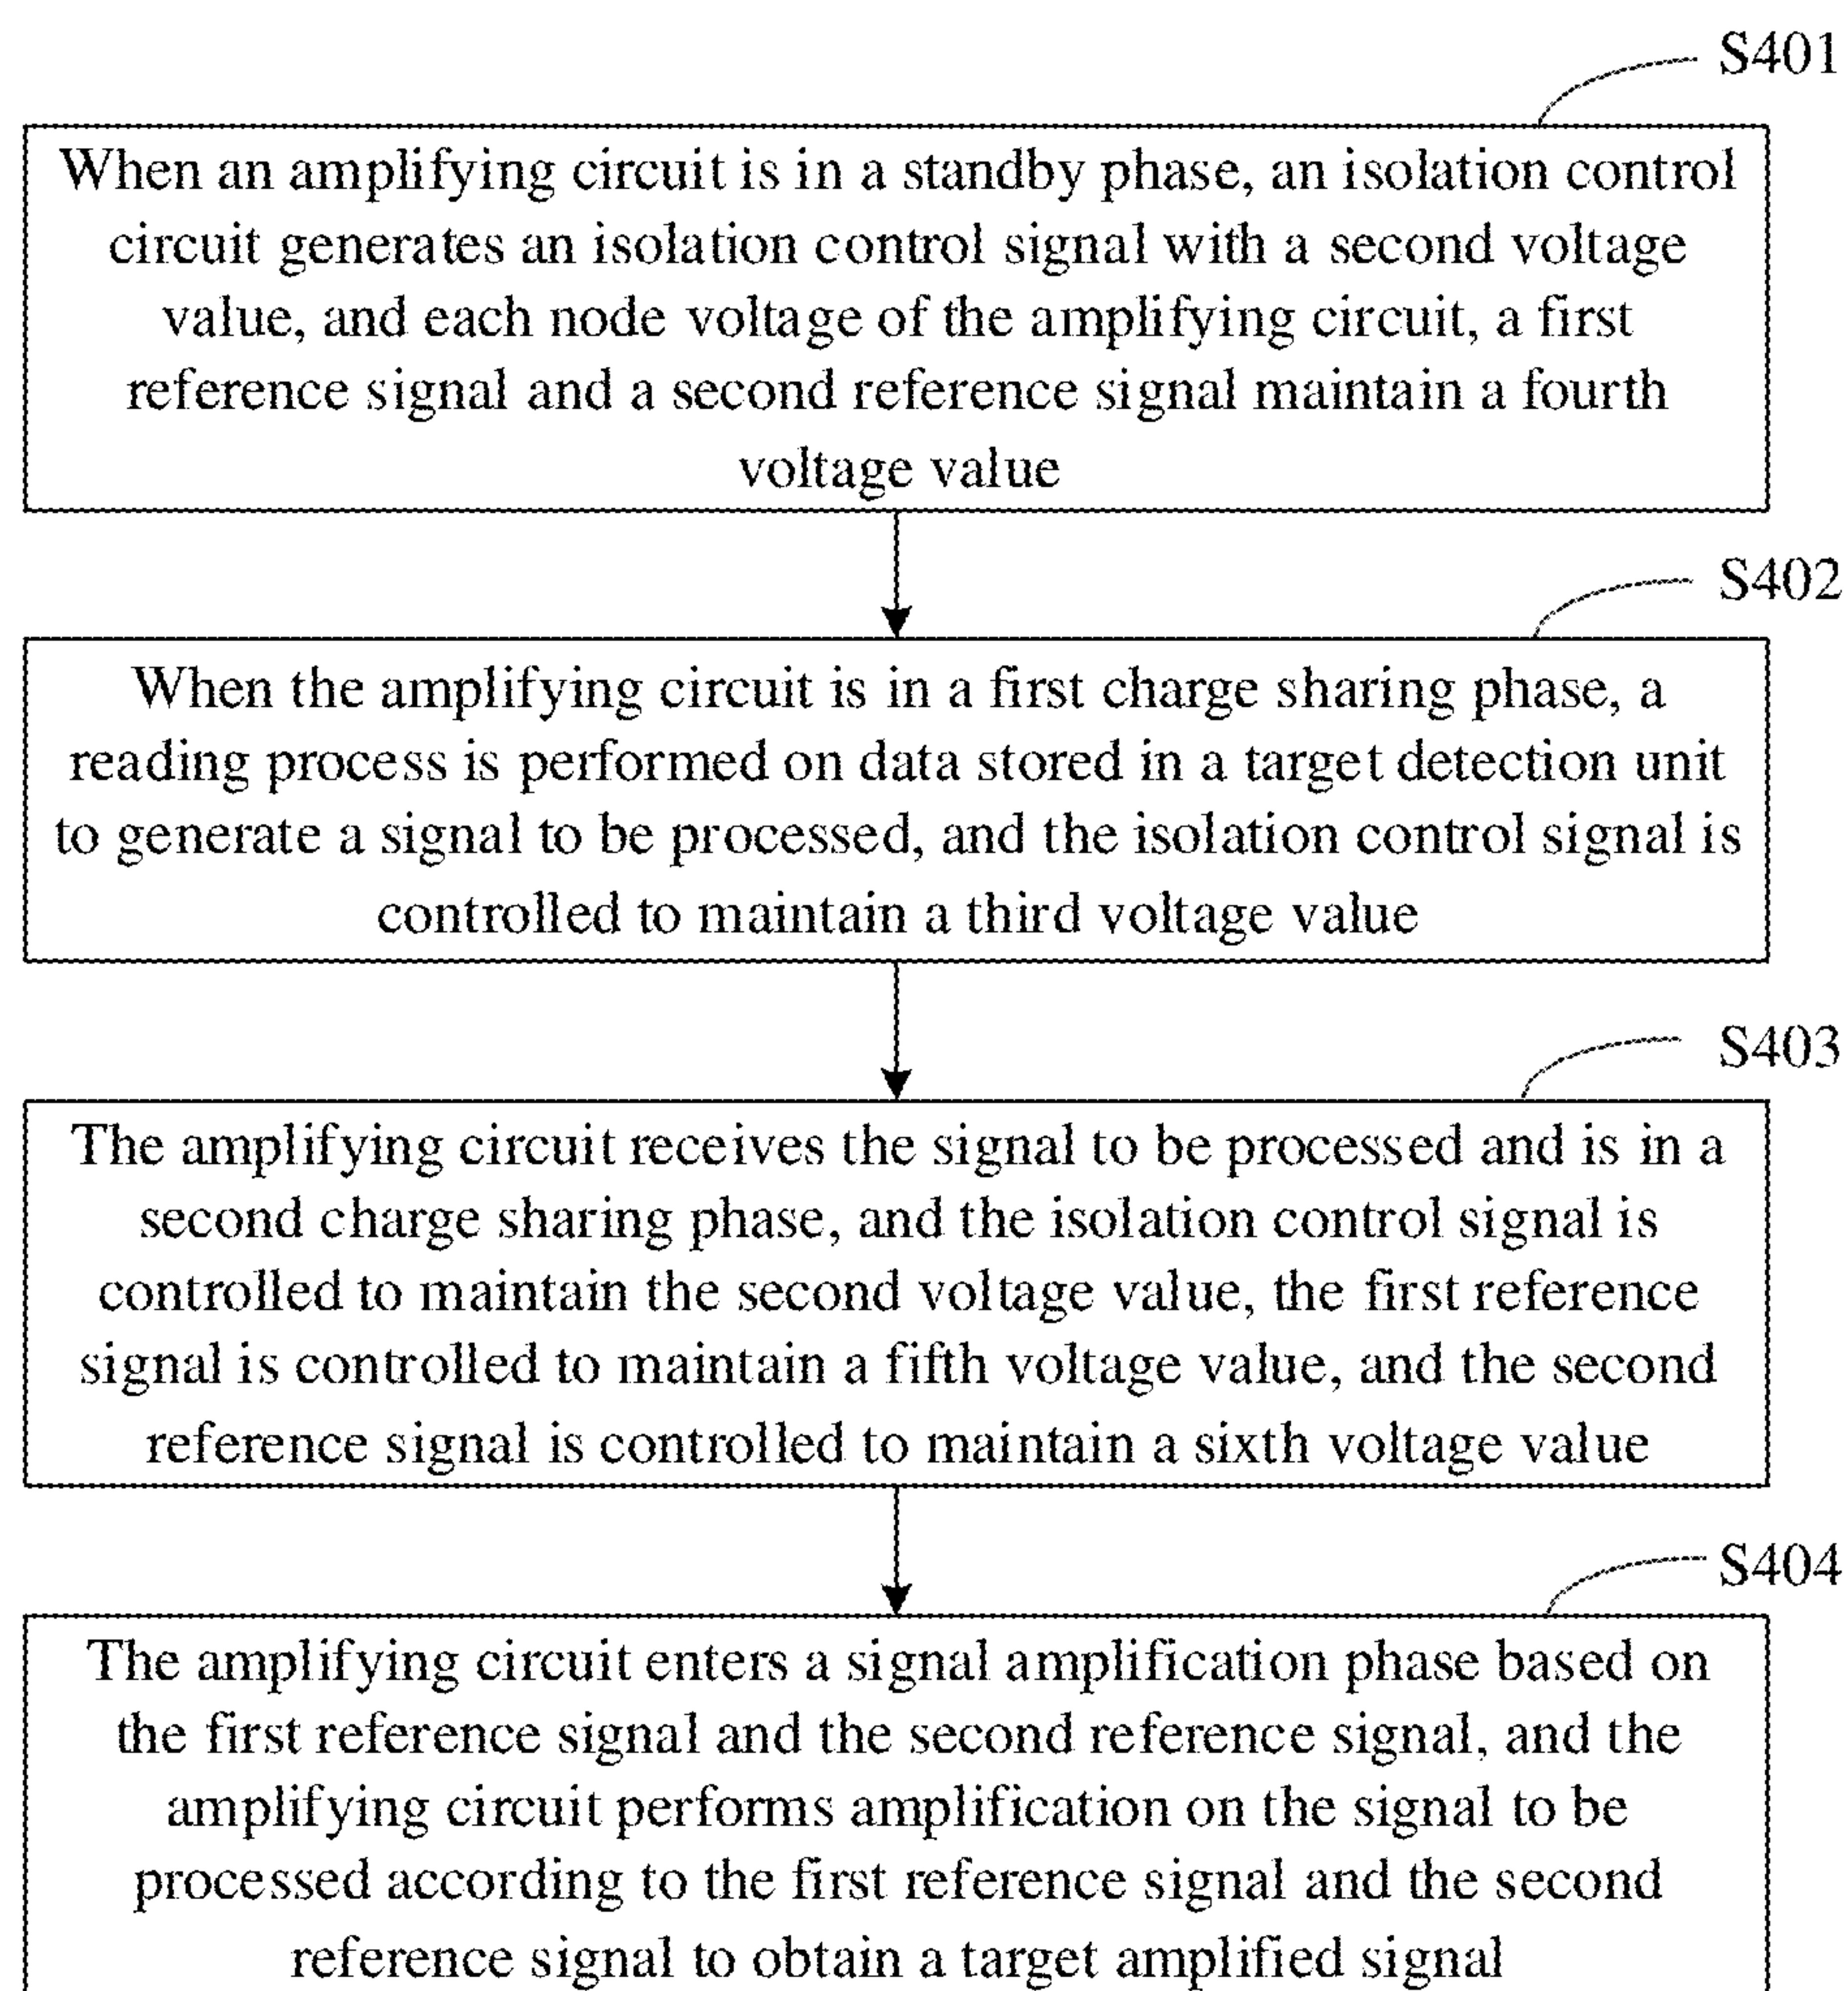 S401
When an amplifying circuit is in a standby phase, an isolation control
circuit generates an isolation control signal with a second voltage
value, and each node voltage of the amplifying circuit, a first
reference signal and a second reference signal maintain a fourth
voltage value
S402
When the amplifying circuit is in a first charge sharing phase, a
reading process is performed on data stored in a target detection unit
to generate a signal to be processed, and the isolation control signal is
controlled to maintain a third voltage value
S403
The amplifying circuit receives the signal to be processed and is in a
second charge sharing phase, and the isolation control signal is
controlled to maintain the second voltage value, the first reference
signal is controlled to maintain a fifth voltage value, and the second
reference signal is controlled to maintain a sixth voltage value
S404
The amplifying circuit enters a signal amplification phase based on
the first reference signal and the second reference signal, and the
amplifying circuit performs amplification on the signal to be
processed according to the first reference signal and the second
reference signal to obtain a target amplified signal